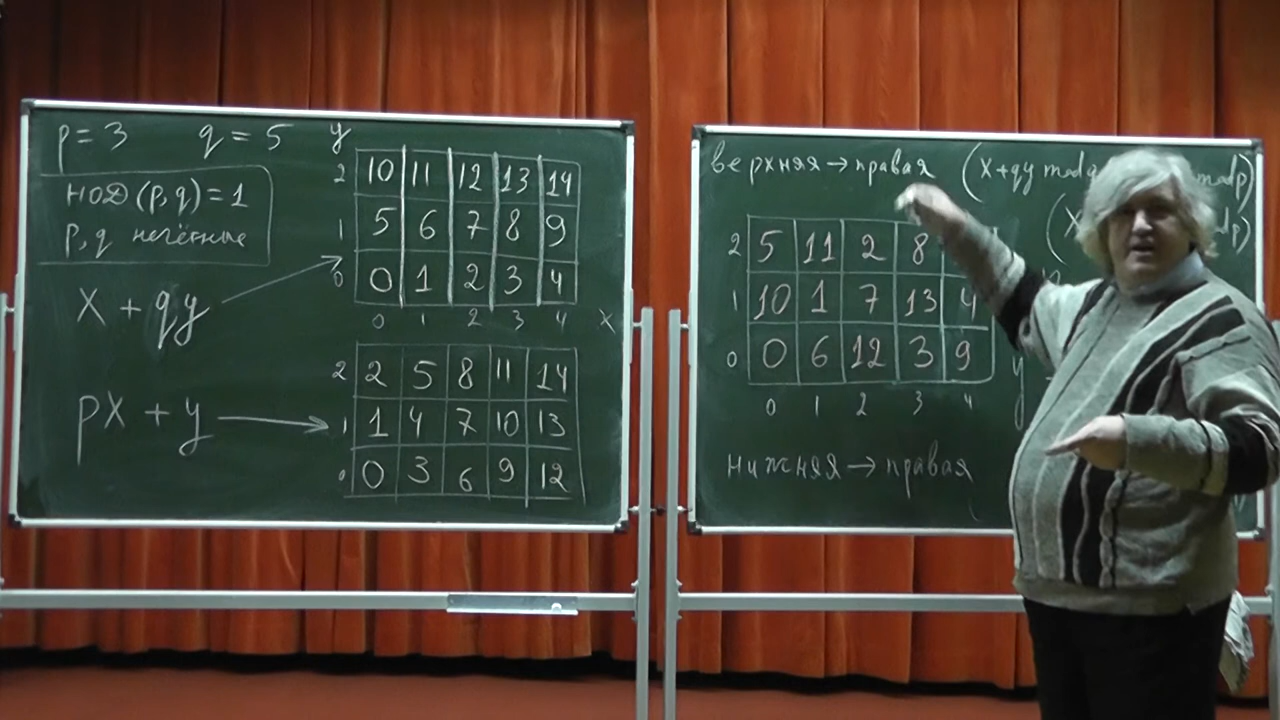 p = 3 q = 5 y
НОД (p,q) = 1
p, q нечётные
x + qy
px + y
2 10 11 12 13 14
1 5 6 7 8 9
0 0 1 2 3 4
0 1 2 3 4 x
2 2 5 8 11 14
1 1 4 7 10 13
0 0 3 6 9 12
верхняя → правая (x+qy mod q mod p)
(x p)
2 5 11 2 8
1 10 1 7 13 4
0 0 6 12 3 9
0 1 2 3 4
y
нижняя → правая
(